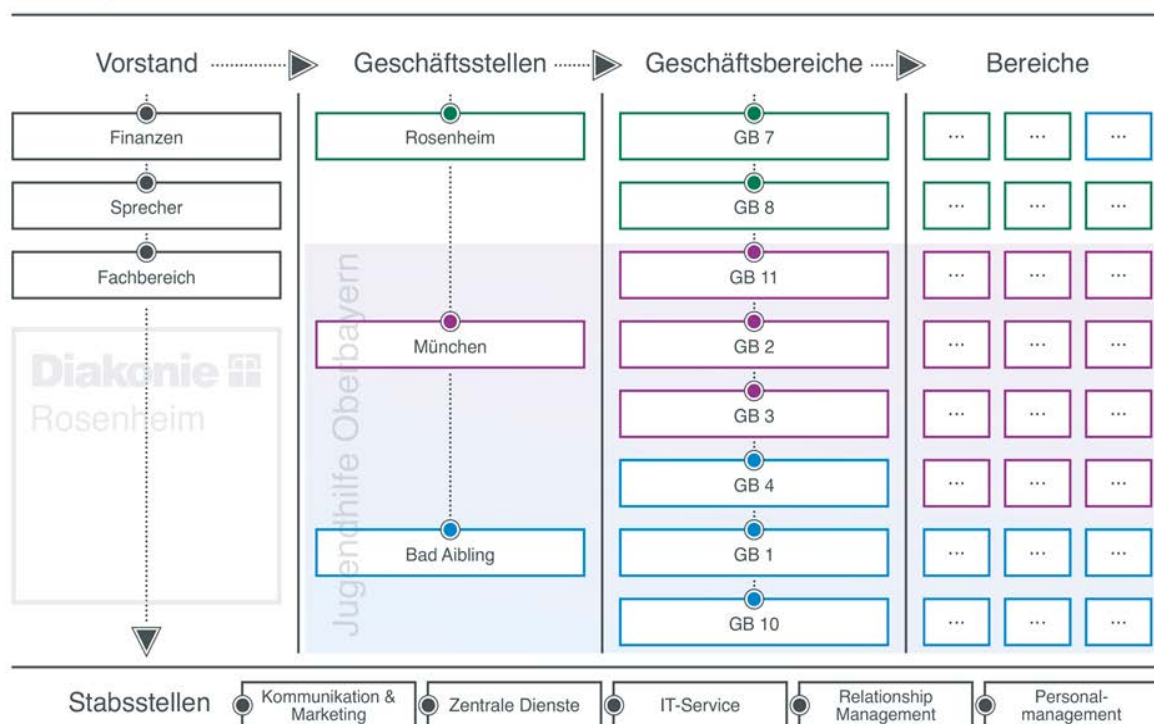 Vorstand
Geschäftsstellen
Geschäftsbereiche
Bereiche
Finanzen
Rosenheim
GB 7
... ... ...
Sprecher
GB 8
... ... ...
Fachbereich
GB 11
... ... ...
München
GB 2
... ... ...
GB 3
... ... ...
GB 4
... ... ...
Bad Aibling
GB 1
... ... ...
GB 10
... ... ...
Diakonie
Rosenheim
Jugendhilfe Oberbayern
Stabsstellen
Kommunikation &
Marketing
Zentrale Dienste
IT-Service
Relationship
Management
Personal-
management